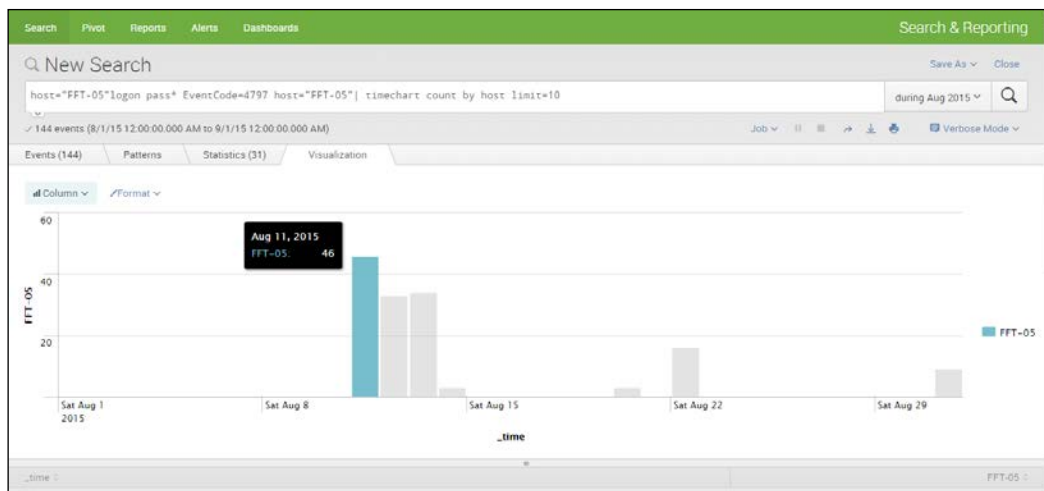 Search Pivot Reports Alerts Dashboards Search & Reporting
New Search Save As Close
host="FFT-05"logon pass* EventCode=4797 host="FFT-05"| timechart count by host limit=10 during Aug 2015
✓ 144 events (8/1/15 12:00:00.000 AM to 9/1/15 12:00:00.000 AM) Job Verbose Mode
Events (144) Patterns Statistics (31) Visualization
Column Format
60
Aug 11, 2015
FFT-05: 46
40
FFT-05
FFT-05
20
Sat Aug 1 Sat Aug 8 Sat Aug 15 Sat Aug 22 Sat Aug 29
2015
_time
_time FFT-05